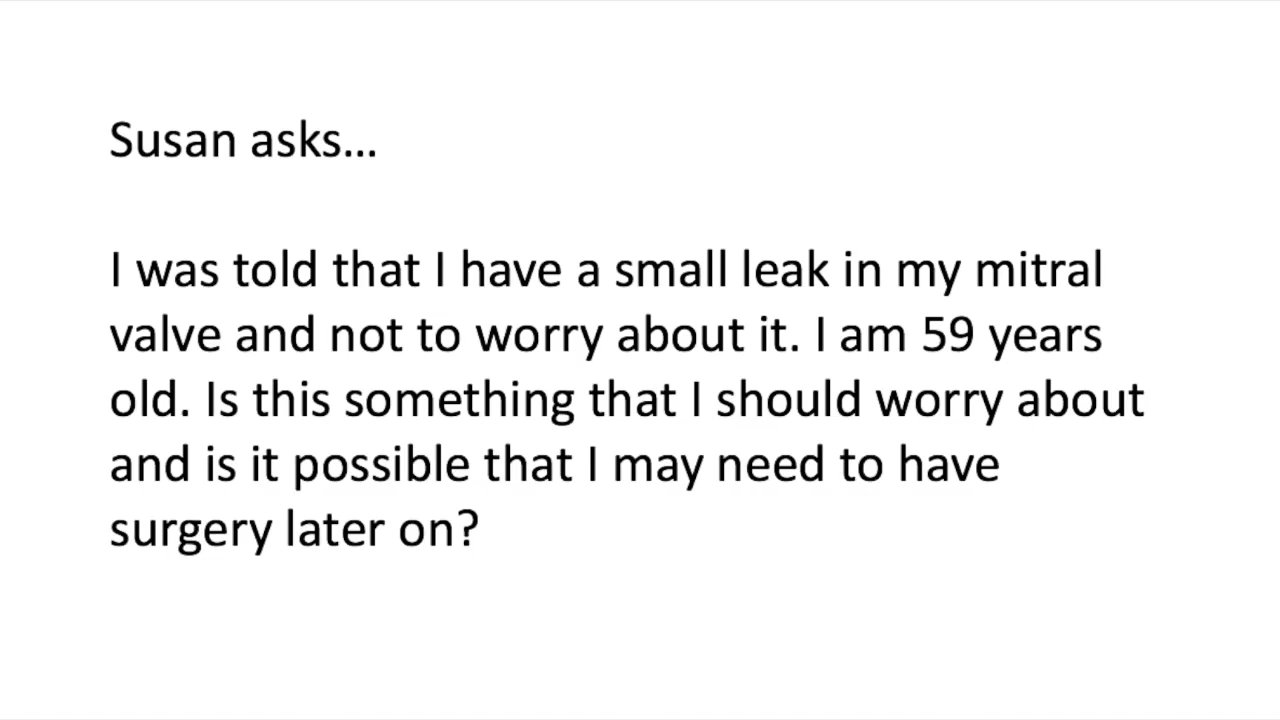 Susan asks...
I was told that I have a small leak in my mitral
valve and not to worry about it. I am 59 years
old. Is this something that I should worry about
and is it possible that I may need to have
surgery later on?